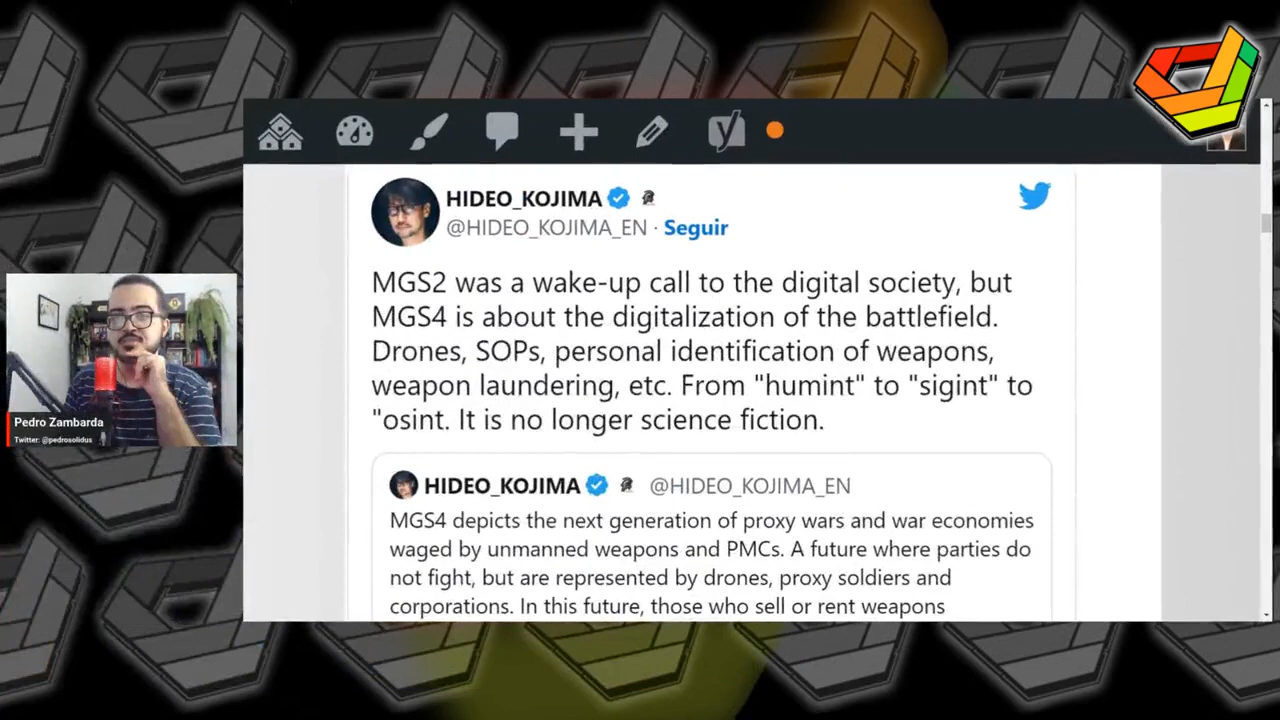 HIDEO_KOJIMA
@HIDEO_KOJIMA_EN · Seguir
MGS2 was a wake-up call to the digital society, but
MGS4 is about the digitalization of the battlefield.
Drones, SOPs, personal identification of weapons,
weapon laundering, etc. From "humint" to "sigint" to
"osint. It is no longer science fiction.
HIDEO_KOJIMA @HIDEO_KOJIMA_EN
MGS4 depicts the next generation of proxy wars and war economies
waged by unmanned weapons and PMCs. A future where parties do
not fight, but are represented by drones, proxy soldiers and
corporations. In this future, those who sell or rent weapons
Pedro Zambarda
Twitter: @pedrosolidus